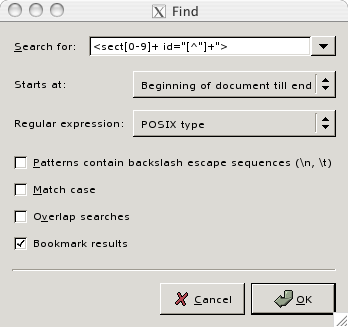 Find
Search for: <sect[0-9]+ id="[^"]+">
Starts at: Beginning of document till end
Regular expression: POSIX type
Patterns contain backslash escape sequences (\n, \t)
Match case
Overlap searches
Bookmark results
Cancel OK